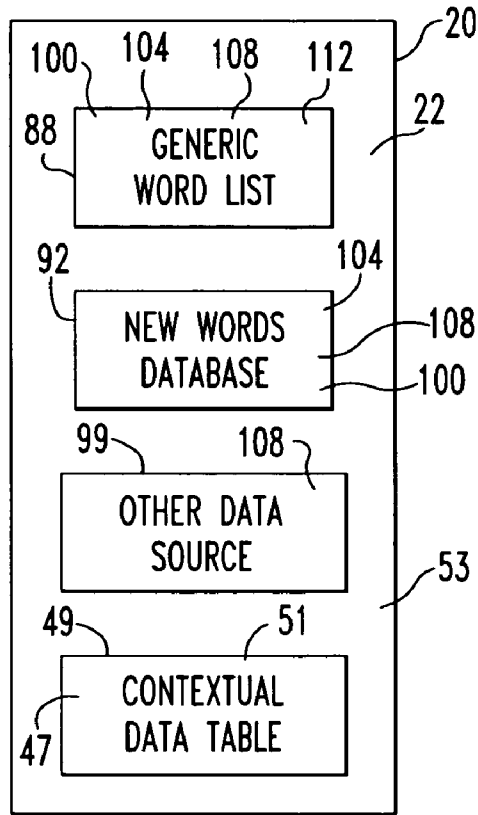 20
100 104 108 112
22
88
GENERIC
WORD LIST
92
104
NEW WORDS
DATABASE
108
100
99
108
OTHER DATA
SOURCE
53
49
51
CONTEXTUAL
DATA TABLE
47